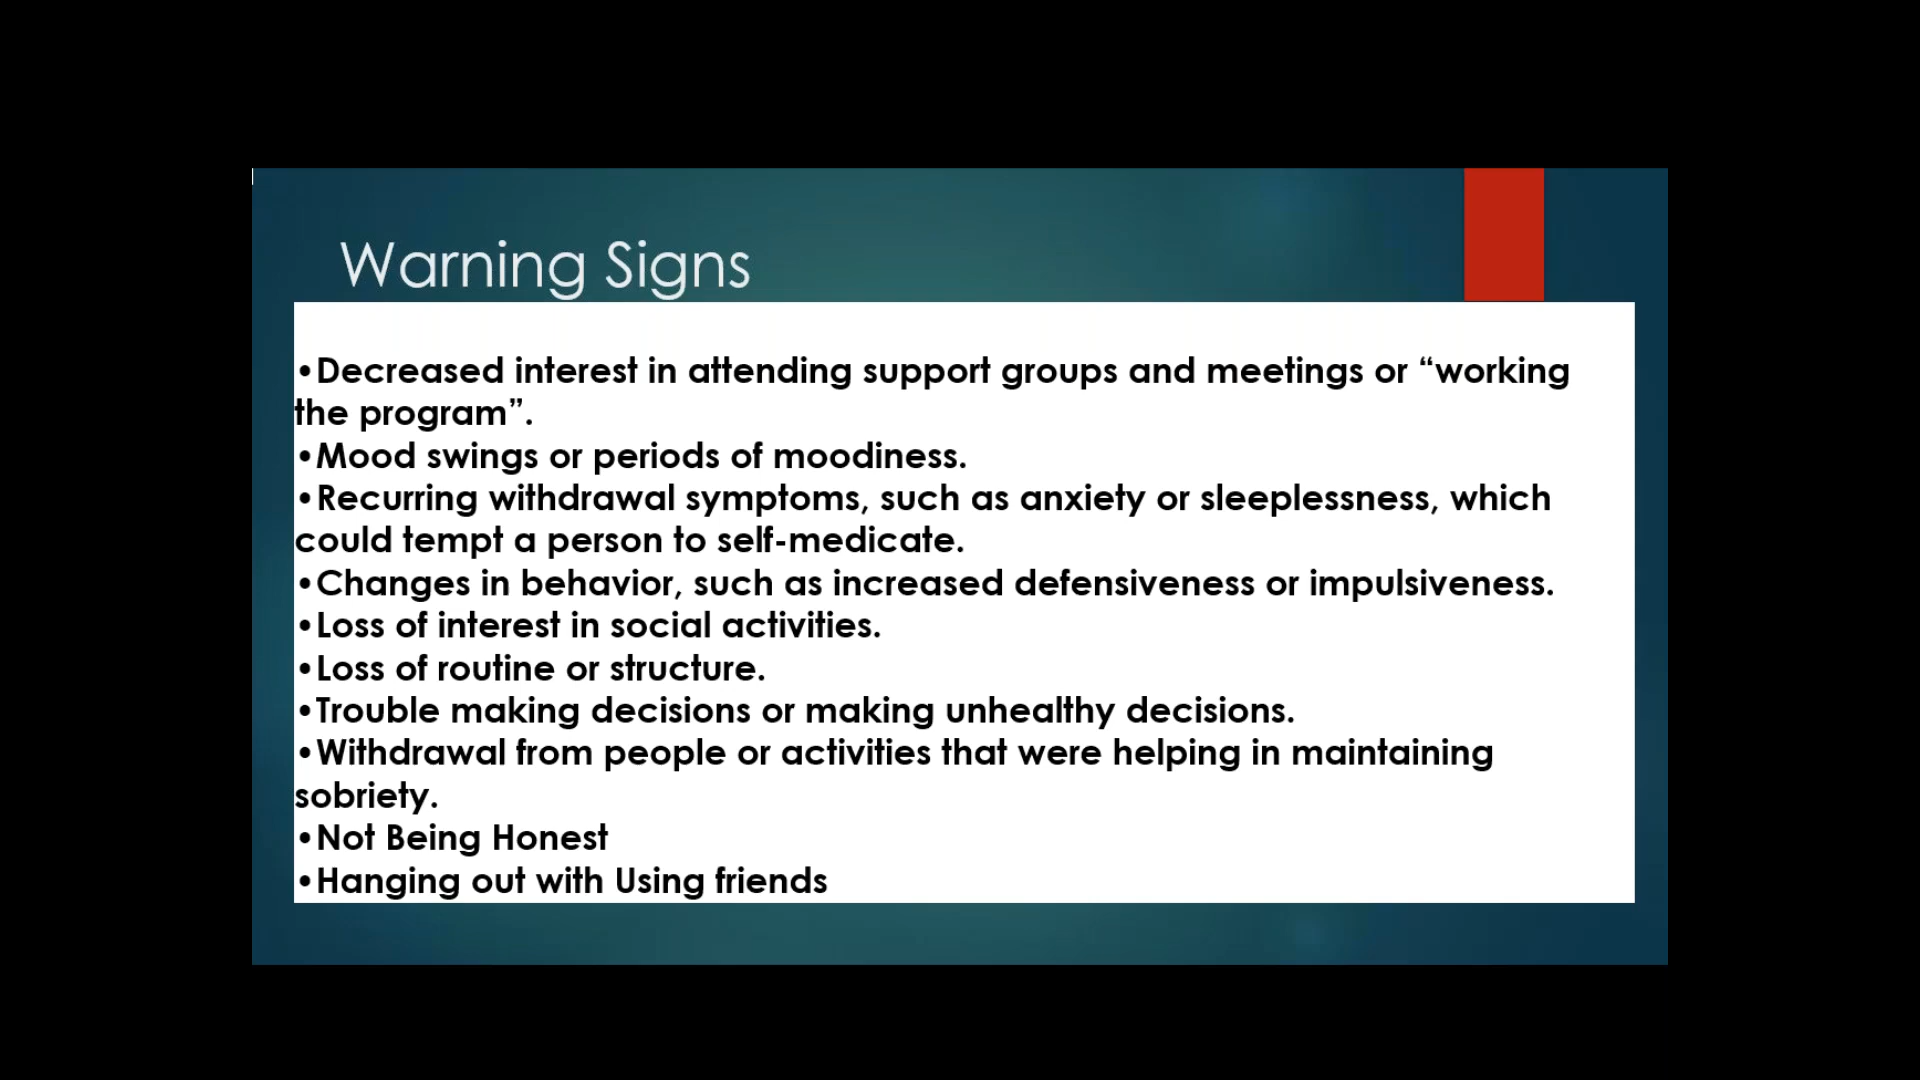 Warning Signs
•Decreased interest in attending support groups and meetings or “working
the program”.
•Mood swings or periods of moodiness.
•Recurring withdrawal symptoms, such as anxiety or sleeplessness, which
could tempt a person to self-medicate.
•Changes in behavior, such as increased defensiveness or impulsiveness.
•Loss of interest in social activities.
•Loss of routine or structure.
•Trouble making decisions or making unhealthy decisions.
•Withdrawal from people or activities that were helping in maintaining
sobriety.
•Not Being Honest
•Hanging out with Using friends